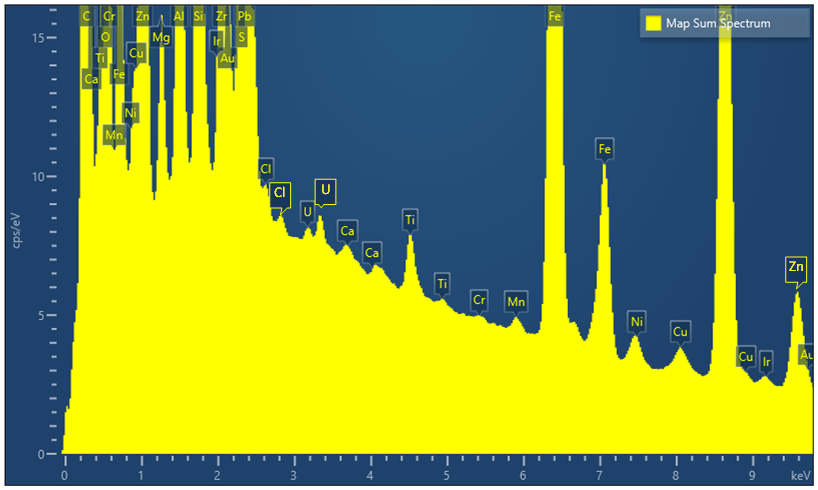 C Cr Zn Al Si Zr Pb Fe Zn
Map Sum Spectrum
15
O Mg Ir S
Ti Cu Au
Ca Fe
Ni
Mn
10
Cl
Cl U
U
Ca
Ca
Ti
Fe
Zn
5
Ti Cr Mn Ni Cu Cu Ir Au
0
cps/eV
0 1 2 3 4 5 6 7 8 9 keV